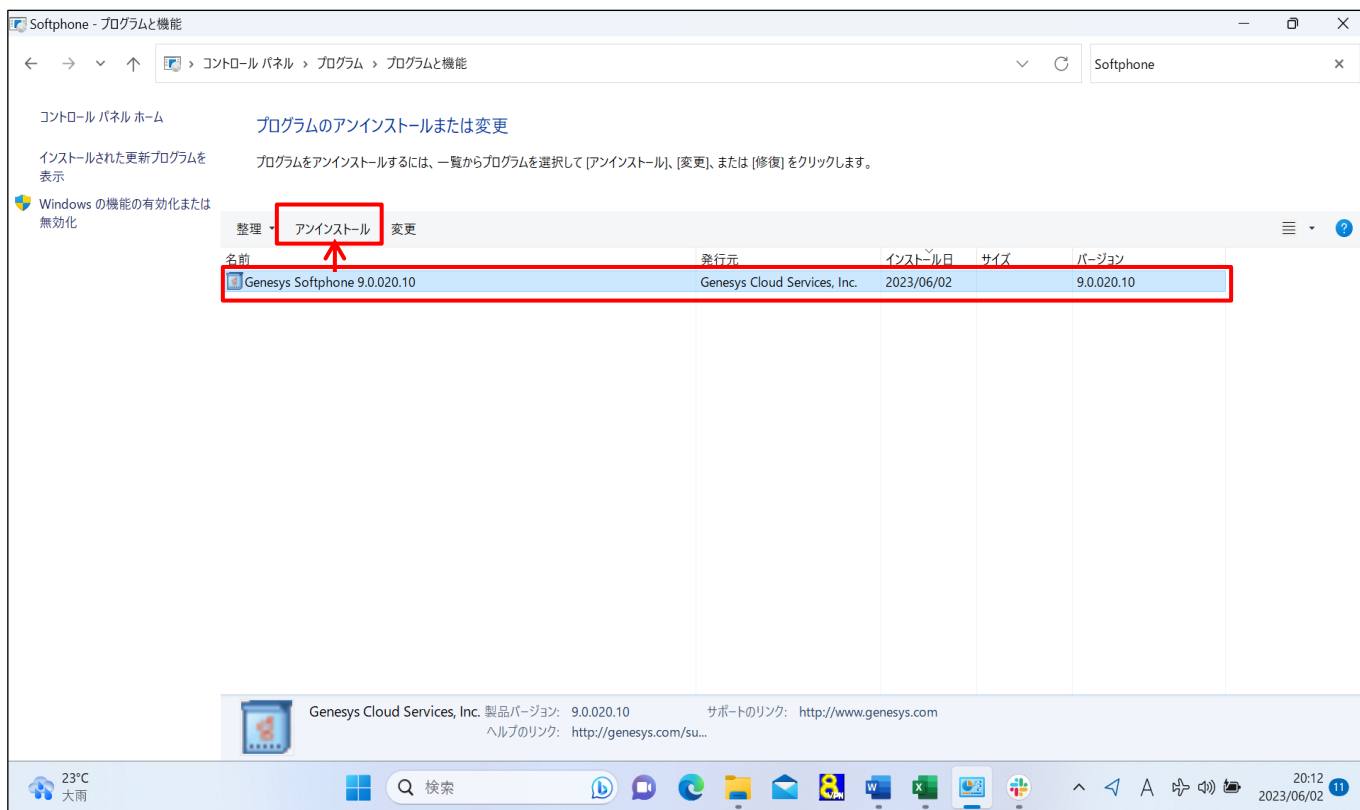 Softphone - プログラムと機能
コントロール パネル › プログラム › プログラムと機能
Softphone
コントロール パネル ホーム
インストールされた更新プログラムを
表示
Windows の機能の有効化または
無効化
プログラムのアンインストールまたは変更
プログラムをアンインストールするには、一覧からプログラムを選択して [アンインストール]、[変更]、または [修復] をクリックします。
整理 アンインストール 変更
名前 発行元 インストール日 サイズ バージョン
Genesys Softphone 9.0.020.10 Genesys Cloud Services, Inc. 2023/06/02 9.0.020.10
Genesys Cloud Services, Inc. 製品バージョン: 9.0.020.10 サポートのリンク: http://www.genesys.com
ヘルプのリンク: http://genesys.com/su...
23°C
大雨
検索
A
20:12
2023/06/02
11